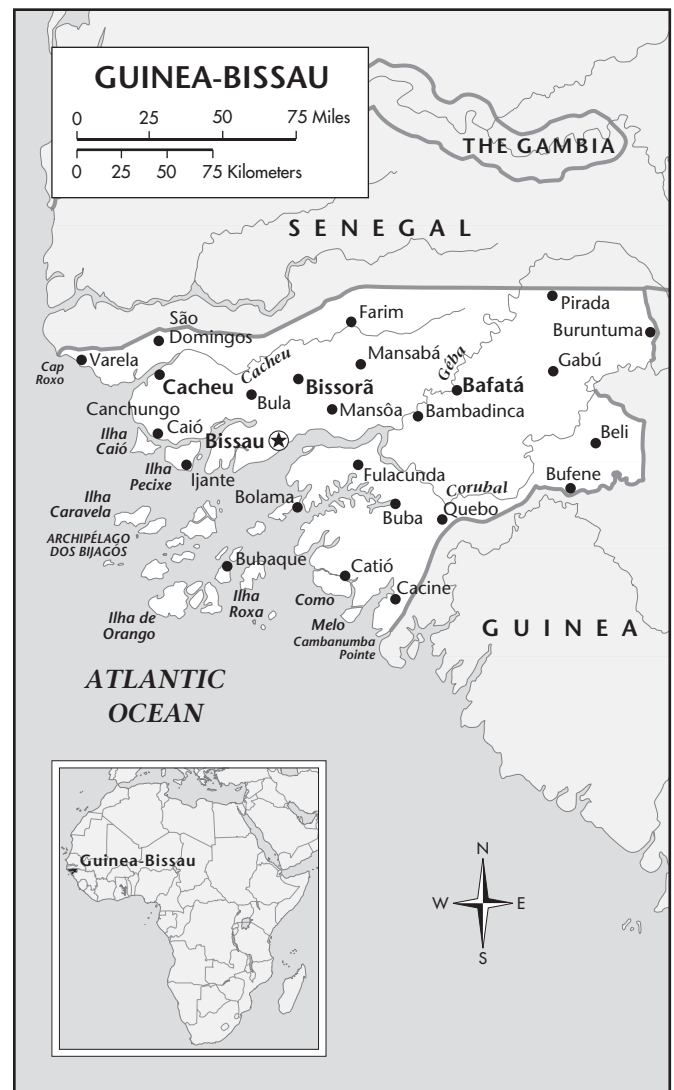 GUINEA-BISSAU
0 25 50 75 Miles
0 25 50 75 Kilometers
THE GAMBIA
SENEGAL
Pirada
Farim
São
Domingos
Buruntuma
Varela
Cacheu
Mansabá
Géba
Gabú
Cap
Roxo
Cacheu
Bissorã
Bafatá
Bula
Canchungo
Mansôa
Bambadinca
Caió
Ilha
Caió
Bissau
Beli
Ilha
Pecixe
Ijante
Fulacunda
Bufene
Corubal
Ilha
Caravela
Bolama
Buba
Quebo
ARCHIPÉLAGO
DOS BIJAGÓS
Bubaque
Catió
Ilha
Roxa
Como
Cacine
Ilha de
Orango
Melo
Cambanumba
Pointe
GUINEA
ATLANTIC
OCEAN
Guinea-Bissau
N
W E
S